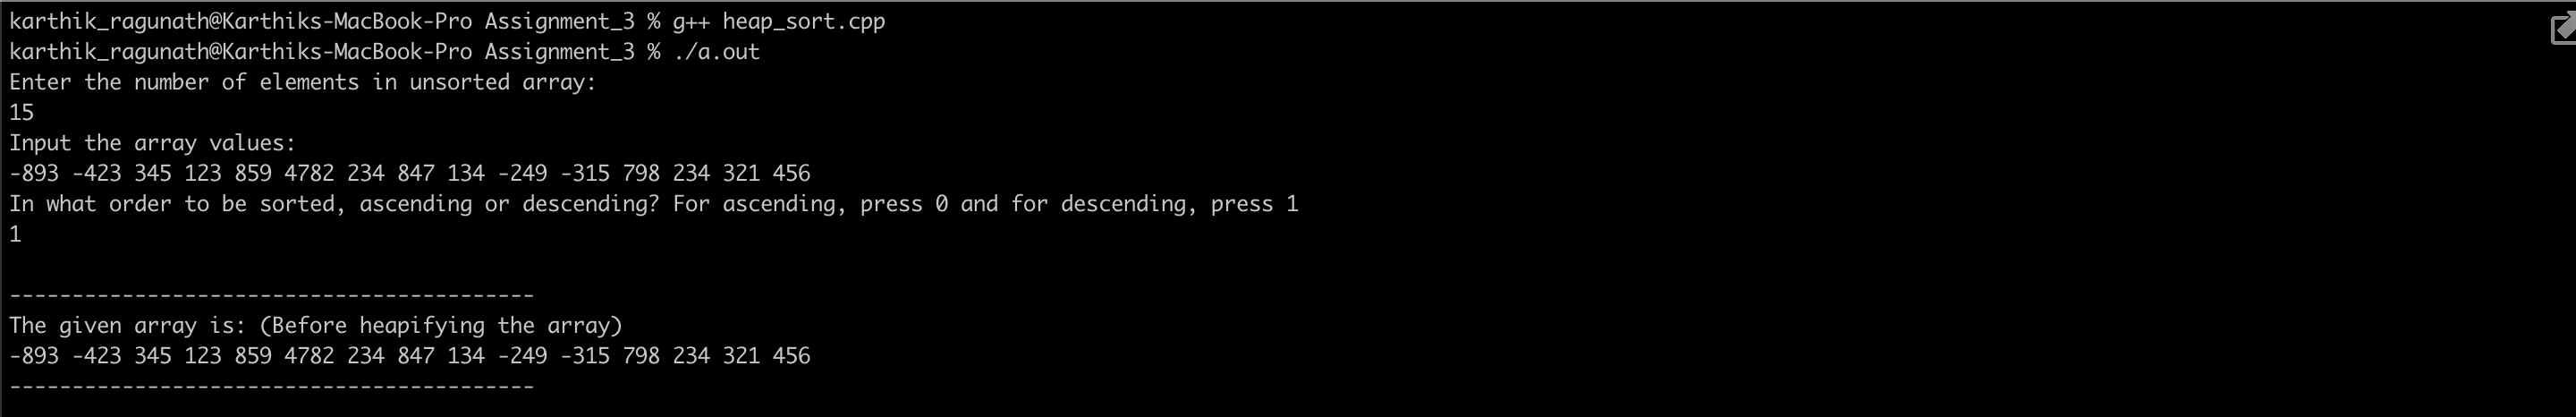 karthik_ragunath@Karthiks-MacBook-Pro Assignment_3 % g++ heap_sort.cpp
karthik_ragunath@Karthiks-MacBook-Pro Assignment_3 % ./a.out
Enter the number of elements in unsorted array:
15
Input the array values:
-893 -423 345 123 859 4782 234 847 134 -249 -315 798 234 321 456
In what order to be sorted, ascending or descending? For ascending, press 0 and for descending, press 1
1
------------------------------------------
The given array is: (Before heapifying the array)
-893 -423 345 123 859 4782 234 847 134 -249 -315 798 234 321 456
------------------------------------------